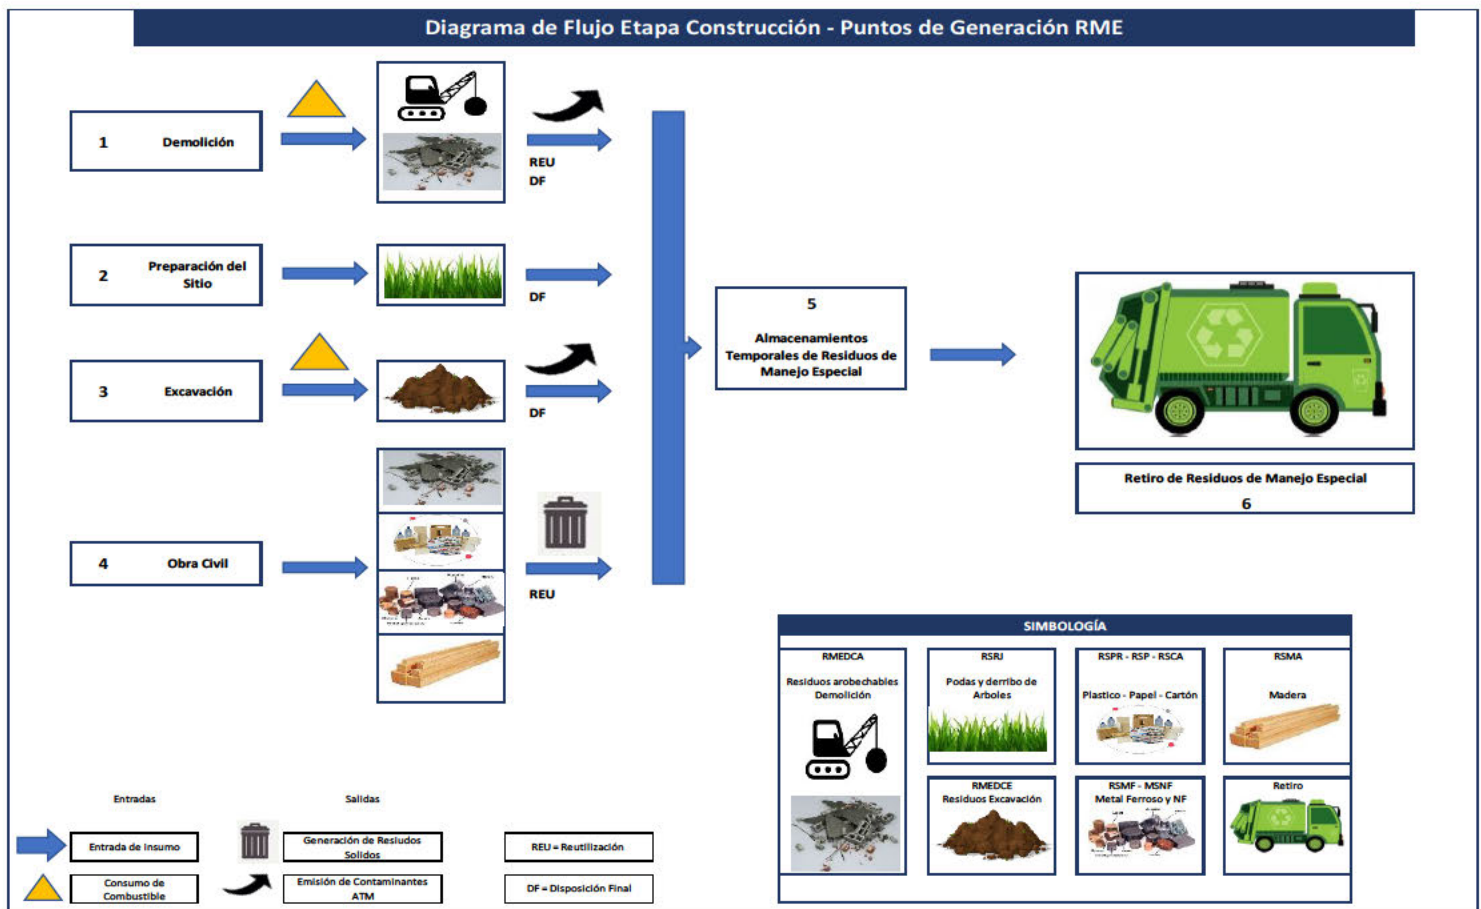 Diagrama de Flujo Etapa Construcción - Puntos de Generación RME
1 Demolición
REU
DF
2 Preparación del
Sitio
DF
3 Excavación
DF
4 Obra Civil
REU
5
Almacenamientos
Temporales de Residuos de
Manejo Especial
Retiro de Residuos de Manejo Especial
6
SIMBOLOGÍA
RMEDCA
Residuos arobechables
Demolición
RSRJ
Podas y derribo de
Arboles
RSPR - RSP - RSCA
Plastico - Papel - Cartón
RSMA
Madera
RMEDCE
Residuos Excavación
RSMF - MSNF
Metal Ferroso y NF
Retiro
Entradas
Salidas
Entrada de Insumo
Generación de Resiudos
Solidos
REU = Reutilización
Consumo de
Combustible
Emisión de Contaminantes
ATM
DF = Disposición Final